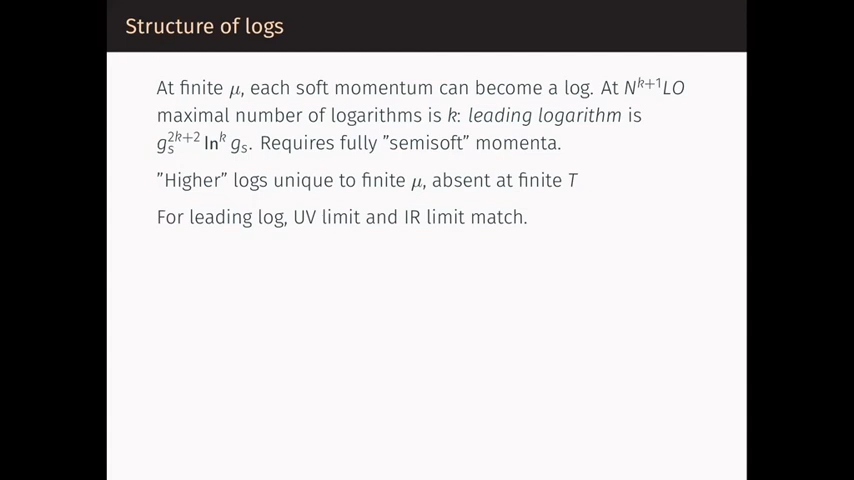 Structure of logs
At finite μ, each soft momentum can become a log. At N^{k+1}LO
maximal number of logarithms is k: leading logarithm is
g_s^{2k+2} ln^k g_s. Requires fully ”semisoft” momenta.
”Higher” logs unique to finite μ, absent at finite T
For leading log, UV limit and IR limit match.